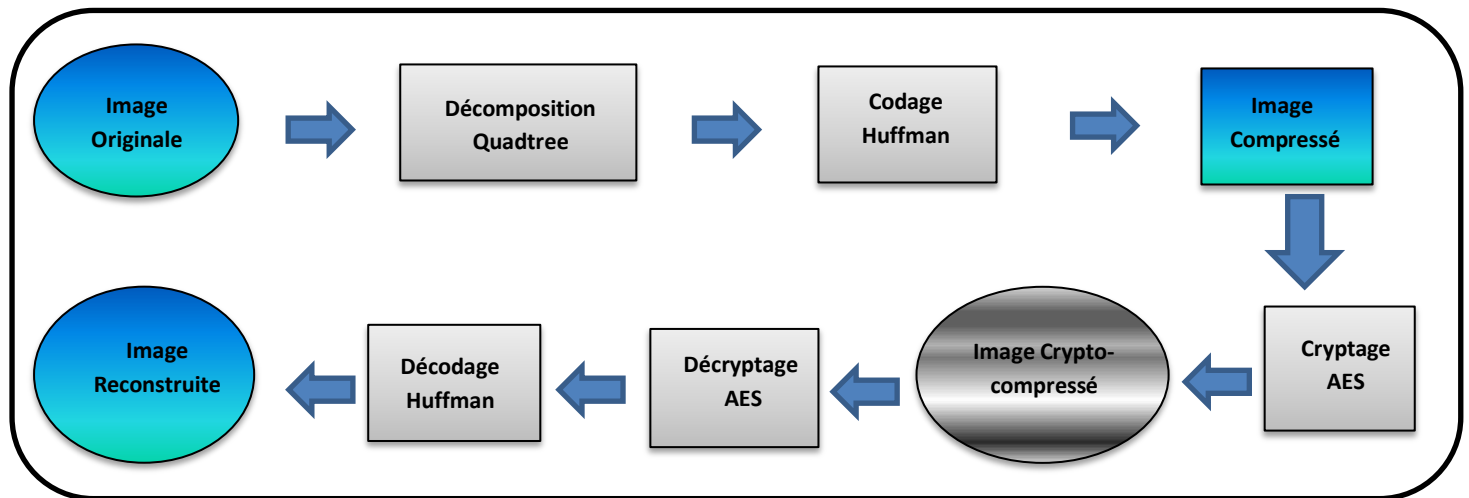 Image
Originale
Décomposition
Quadtree
Codage
Huffman
Image
Compressé
Cryptage
AES
Image Crypto-
compressé
Décryptage
AES
Décodage
Huffman
Image
Reconstruite